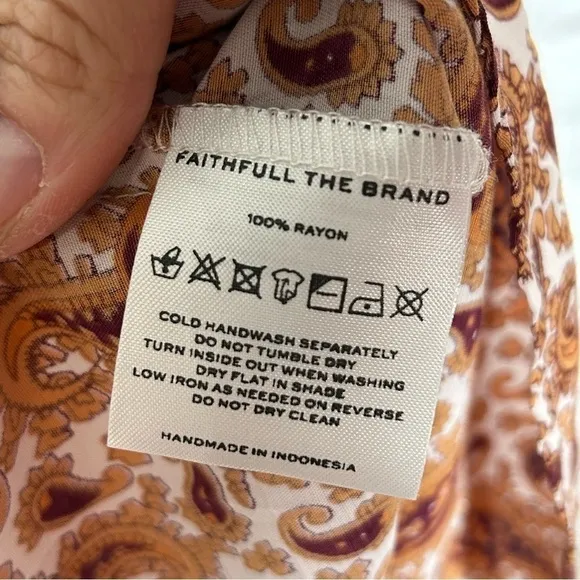 FAITHFULL THE BRAND
100% RAYON
COLD HANDWASH SEPARATELY
DO NOT TUMBLE DRY
TURN INSIDE OUT WHEN WASHING
DRY FLAT IN SHADE
LOW IRON AS NEEDED ON REVERSE
DO NOT DRY CLEAN
HANDMADE IN INDONESIA